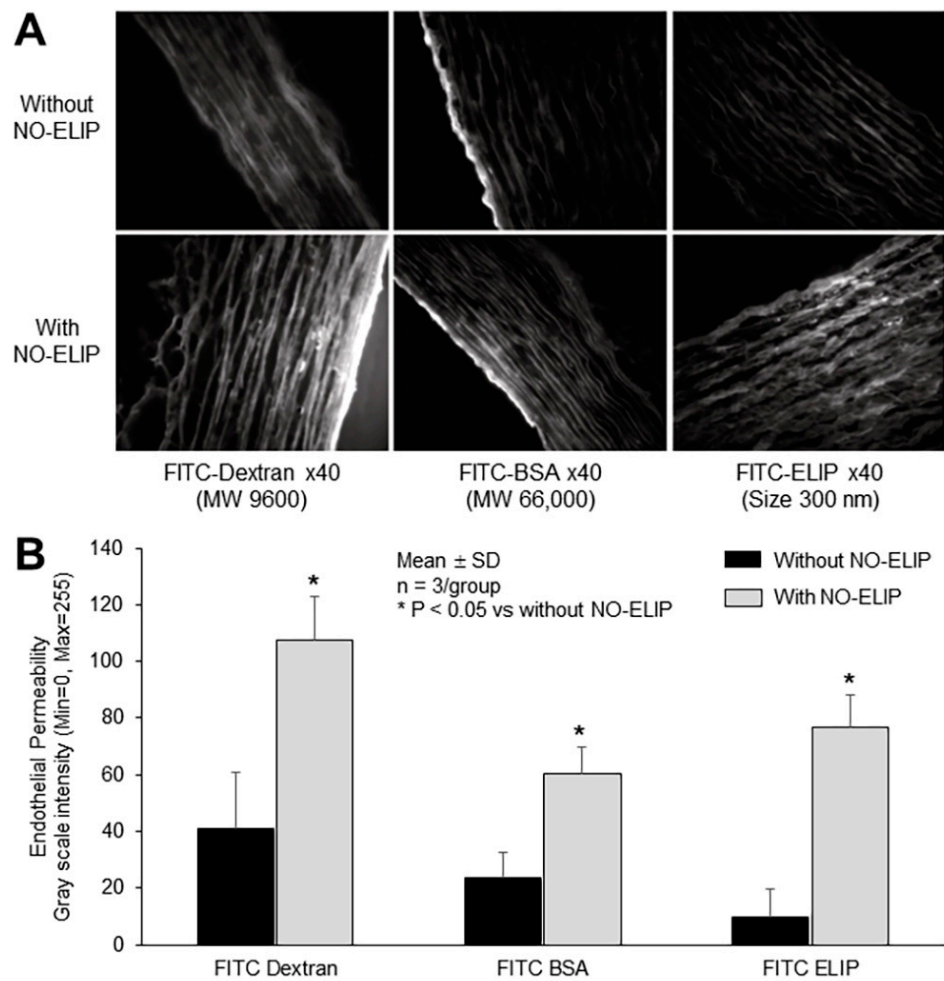 A
Without
NO-ELIP
With
NO-ELIP
FITC-Dextran x40
(MW 9600)
FITC-BSA x40
(MW 66,000)
FITC-ELIP x40
(Size 300 nm)
B
Endothelial Permeability
Gray scale intensity (Min=0, Max=255)
140
120
100
80
60
40
20
0
Mean ± SD
n = 3/group
* P < 0.05 vs without NO-ELIP
Without NO-ELIP
With NO-ELIP
*
*
*
FITC Dextran
FITC BSA
FITC ELIP